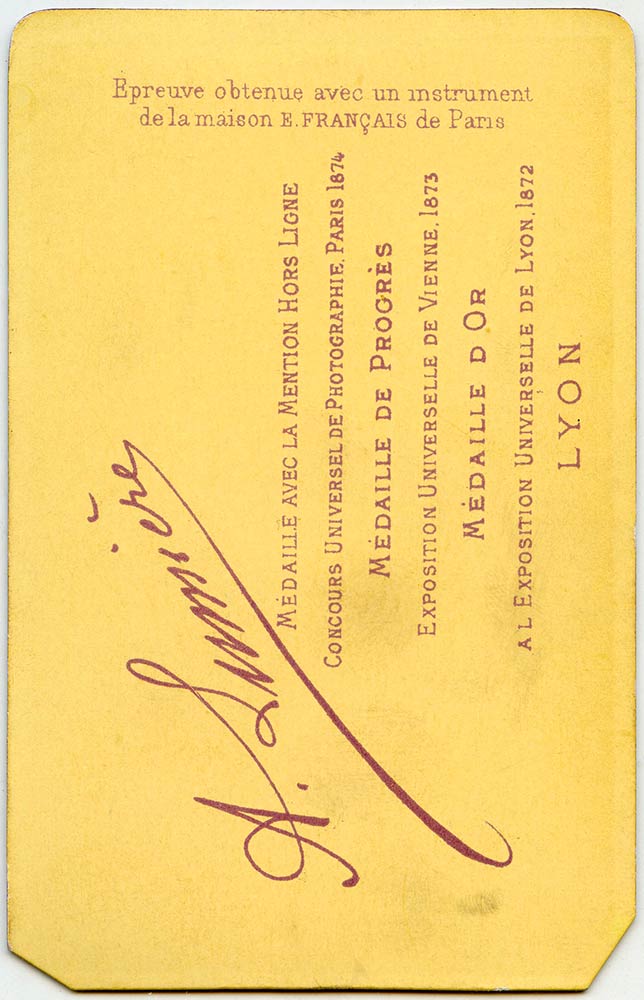 Epreuve obtenue avec un instrument
de la maison E. FRANÇAIS de Paris
A. Lumière
MÉDAILLE AVEC LA MENTION HORS LIGNE
CONCOURS UNIVERSEL DE PHOTOGRAPHIE. PARIS 1874
MÉDAILLE DE PROGRÈS
EXPOSITION UNIVERSELLE DE VIENNE. 1873
MÉDAILLE D OR
A L EXPOSITION UNIVERSELLE DE LYON. 1872
LYON